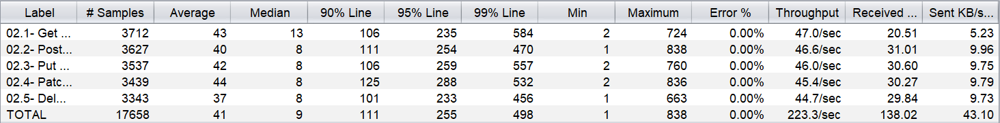 Label # Samples Average Median 90% Line 95% Line 99% Line Min Maximum Error % Throughput Received ... Sent KB/s...
02.1- Get ... 3712 43 13 106 235 584 2 724 0.00% 47.0/sec 20.51 5.23
02.2- Post... 3627 40 8 111 254 470 1 838 0.00% 46.6/sec 31.01 9.96
02.3- Put ... 3537 42 8 106 259 557 2 760 0.00% 46.0/sec 30.60 9.75
02.4- Patc... 3439 44 8 125 288 532 2 836 0.00% 45.4/sec 30.27 9.79
02.5- Del... 3343 37 8 101 233 456 1 663 0.00% 44.7/sec 29.84 9.73
TOTAL 17658 41 9 111 255 498 1 838 0.00% 223.3/sec 138.02 43.10